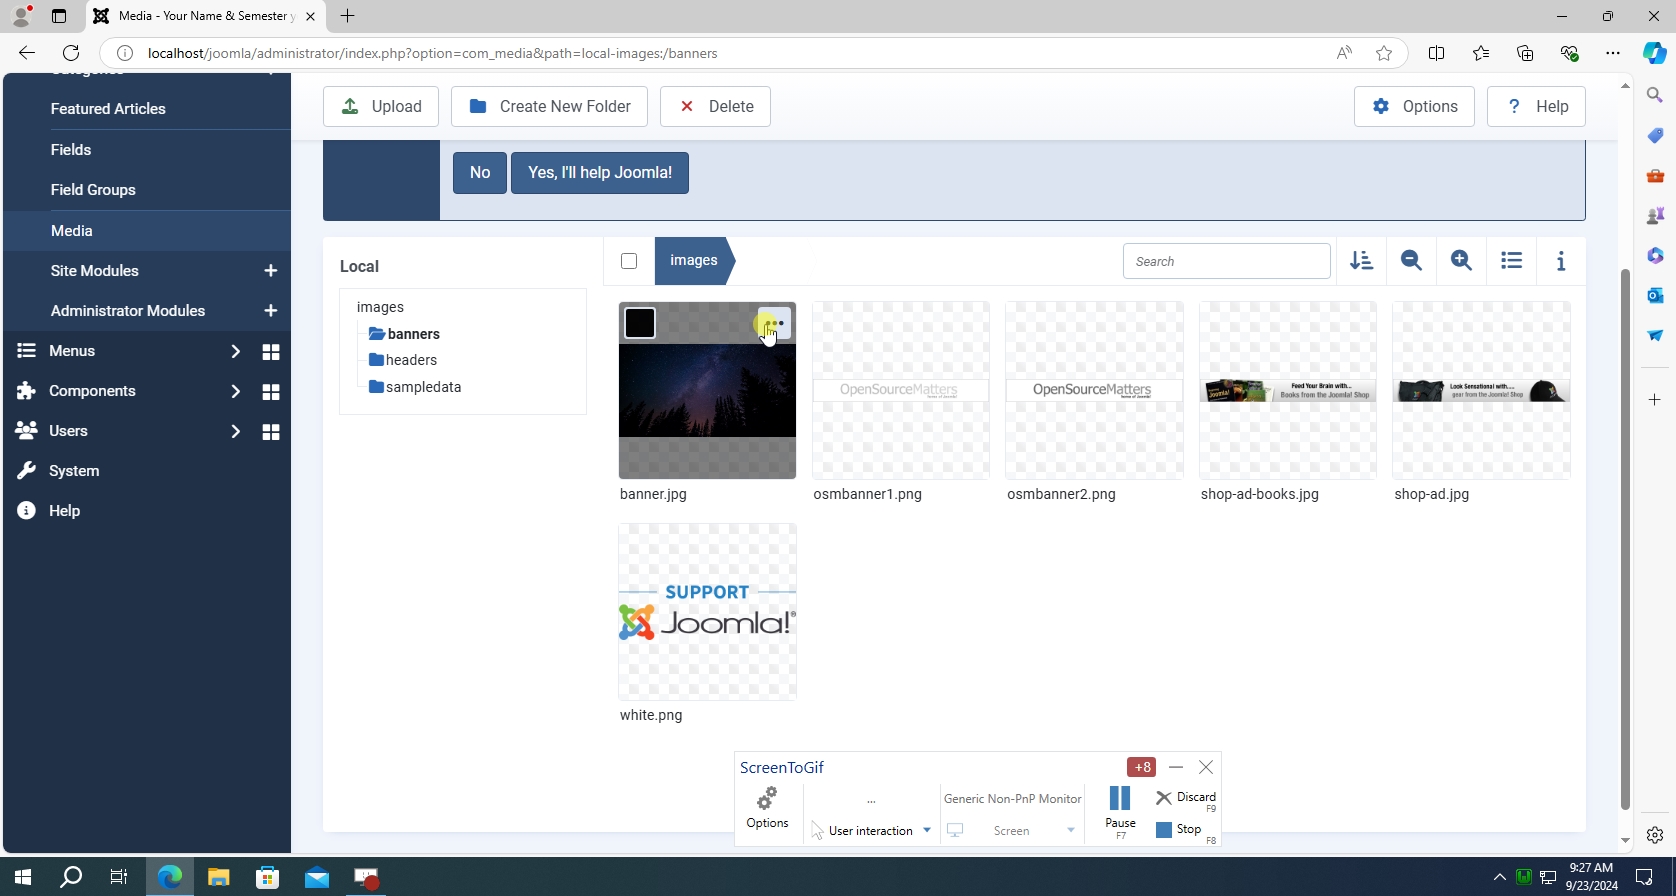 Media - Your Name & Semester y
localhost/joomla/administrator/index.php?option=com_media&path=local-images:/banners
Categories
Featured Articles
Fields
Field Groups
Media
Site Modules
Administrator Modules
Menus
Components
Users
System
Help
Upload
Create New Folder
Delete
Options
? Help
No
Yes, I'll help Joomla!
Local
images
banners
headers
sampledata
images
Search
OpenSourceMatters
OpenSourceMatters
Feed Your Brain with...
Books from the Joomla! Shop
Look Sensational with.....
gear from the Joomla! Shop
banner.jpg
osmbanner1.png
osmbanner2.png
shop-ad-books.jpg
shop-ad.jpg
SUPPORT
Joomla!®
white.png
ScreenToGif
+8
Options
...
User interaction
Generic Non-PnP Monitor
Screen
Pause
F7
Discard
F9
Stop
F8
9:27 AM
9/23/2024